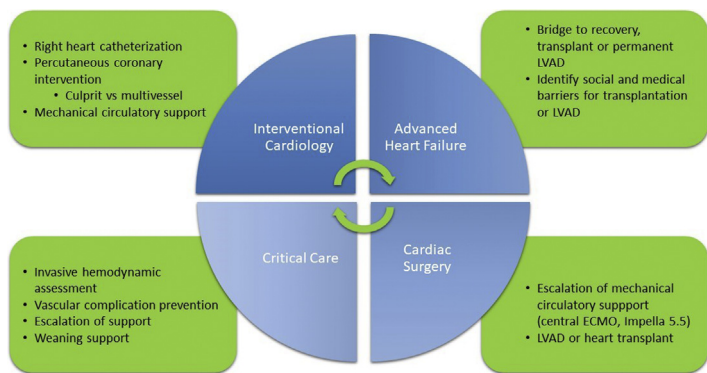 • Right heart catheterization
• Percutaneous coronary
intervention
• Culprit vs multivessel
• Mechanical circulatory support
• Bridge to recovery,
transplant or permanent
LVAD
• Identify social and medical
barriers for transplantation
or LVAD
Interventional
Cardiology
Advanced
Heart Failure
Critical Care
Cardiac
Surgery
• Invasive hemodynamic
assessment
• Vascular complication prevention
• Escalation of support
• Weaning support
• Escalation of mechanical
circulatory suppport
(central ECMO, Impella 5.5)
• LVAD or heart transplant